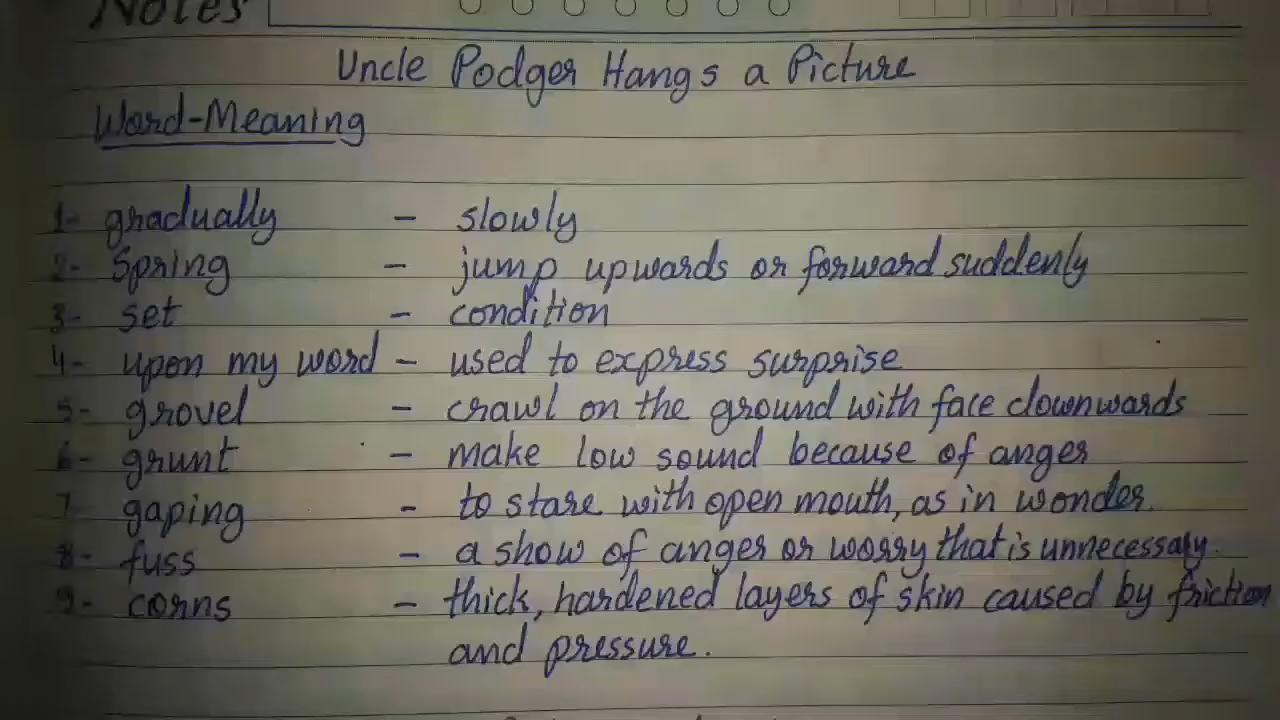 Notes
Uncle Podger Hangs a Picture
Word-Meaning
1- gradually - slowly
2- Spring - jump upwards or forward suddenly
3- set - condition
4- upon my word - used to express surprise
5- grovel - crawl on the ground with face downwards
6- grunt - make low sound because of anger
7- gaping - to stare with open mouth, as in wonder.
8- fuss - a show of anger or worry that is unnecessary.
9- corns - thick, hardened layers of skin caused by friction
and pressure.